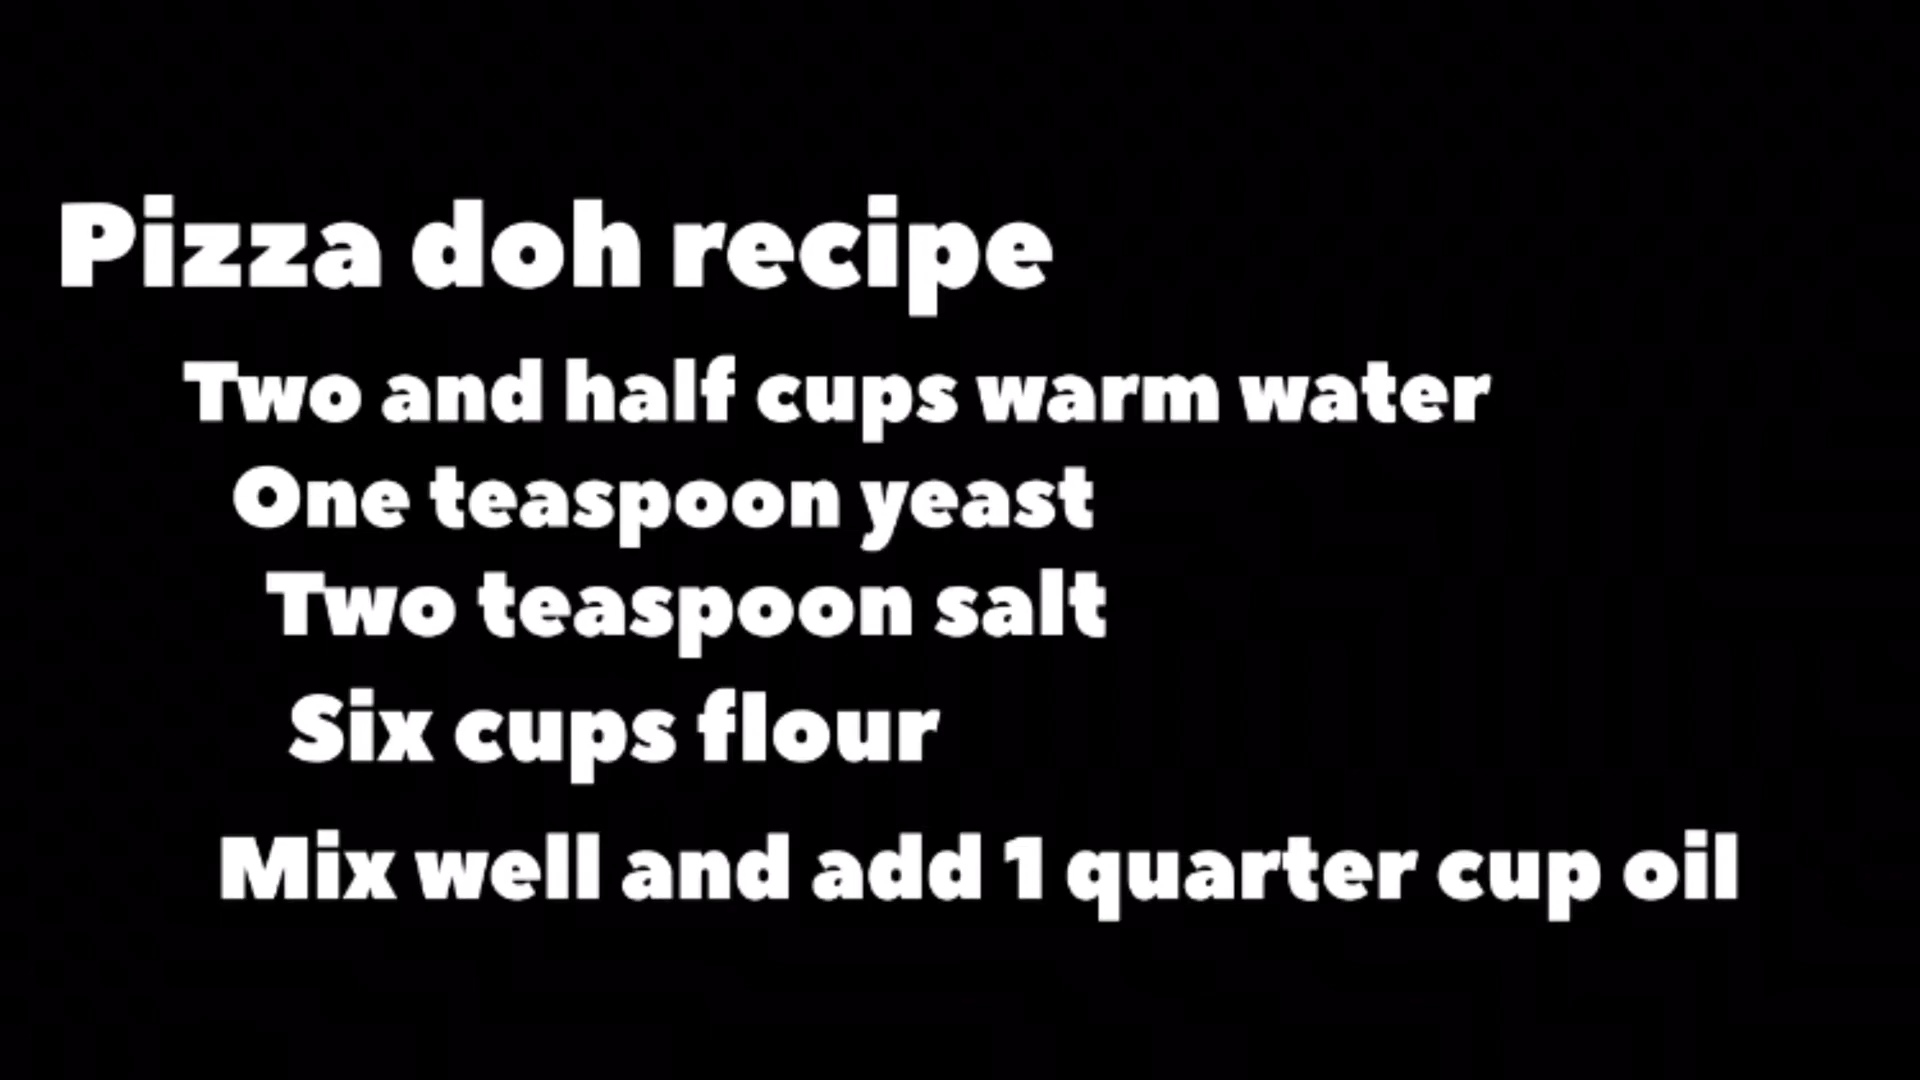 Pizza doh recipe
Two and half cups warm water
One teaspoon yeast
Two teaspoon salt
Six cups flour
Mix well and add 1 quarter cup oil